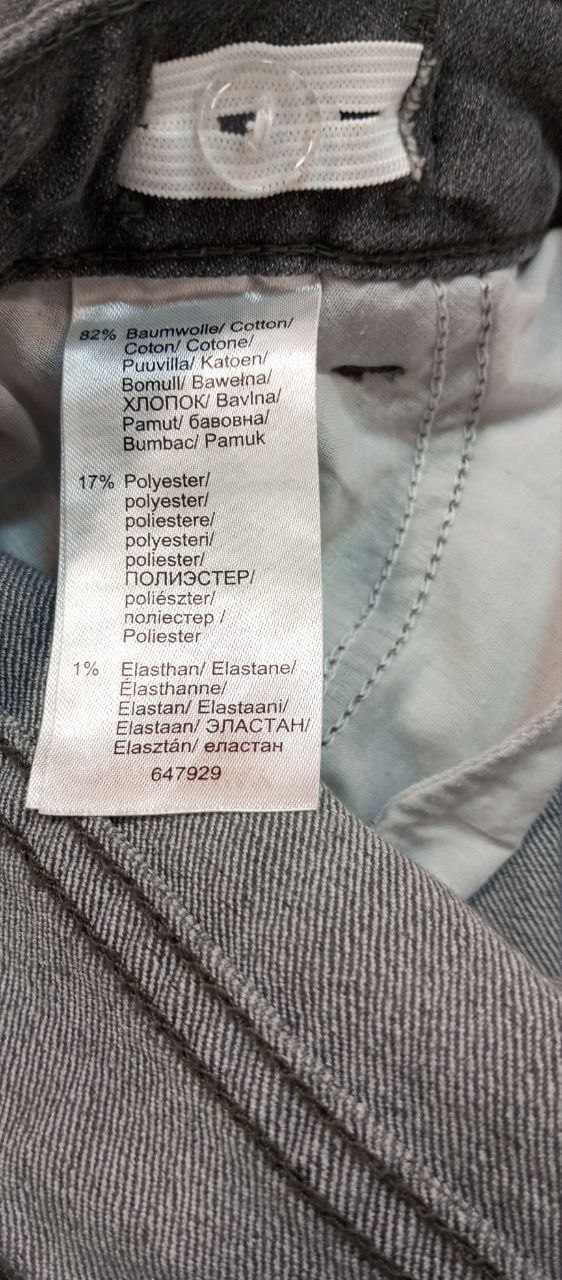 82% Baumwolle/ Cotton/
Coton/ Cotone/
Puuvilla/ Katoen/
Bomull/ Bawełna/
ХЛОПОК/ Bavlna/
Pamut/ бавовна/
Bumbac/ Pamuk
17% Polyester/
polyester/
poliestere/
polyesteri/
poliester/
ПОЛИЭСТЕР/
poliészter/
поліестер /
Poliester
1% Elasthan/ Elastane/
Élasthanne/
Elastan/ Elastaani/
Elastaan/ ЭЛАСТАН/
Elasztán/ еластан
647929